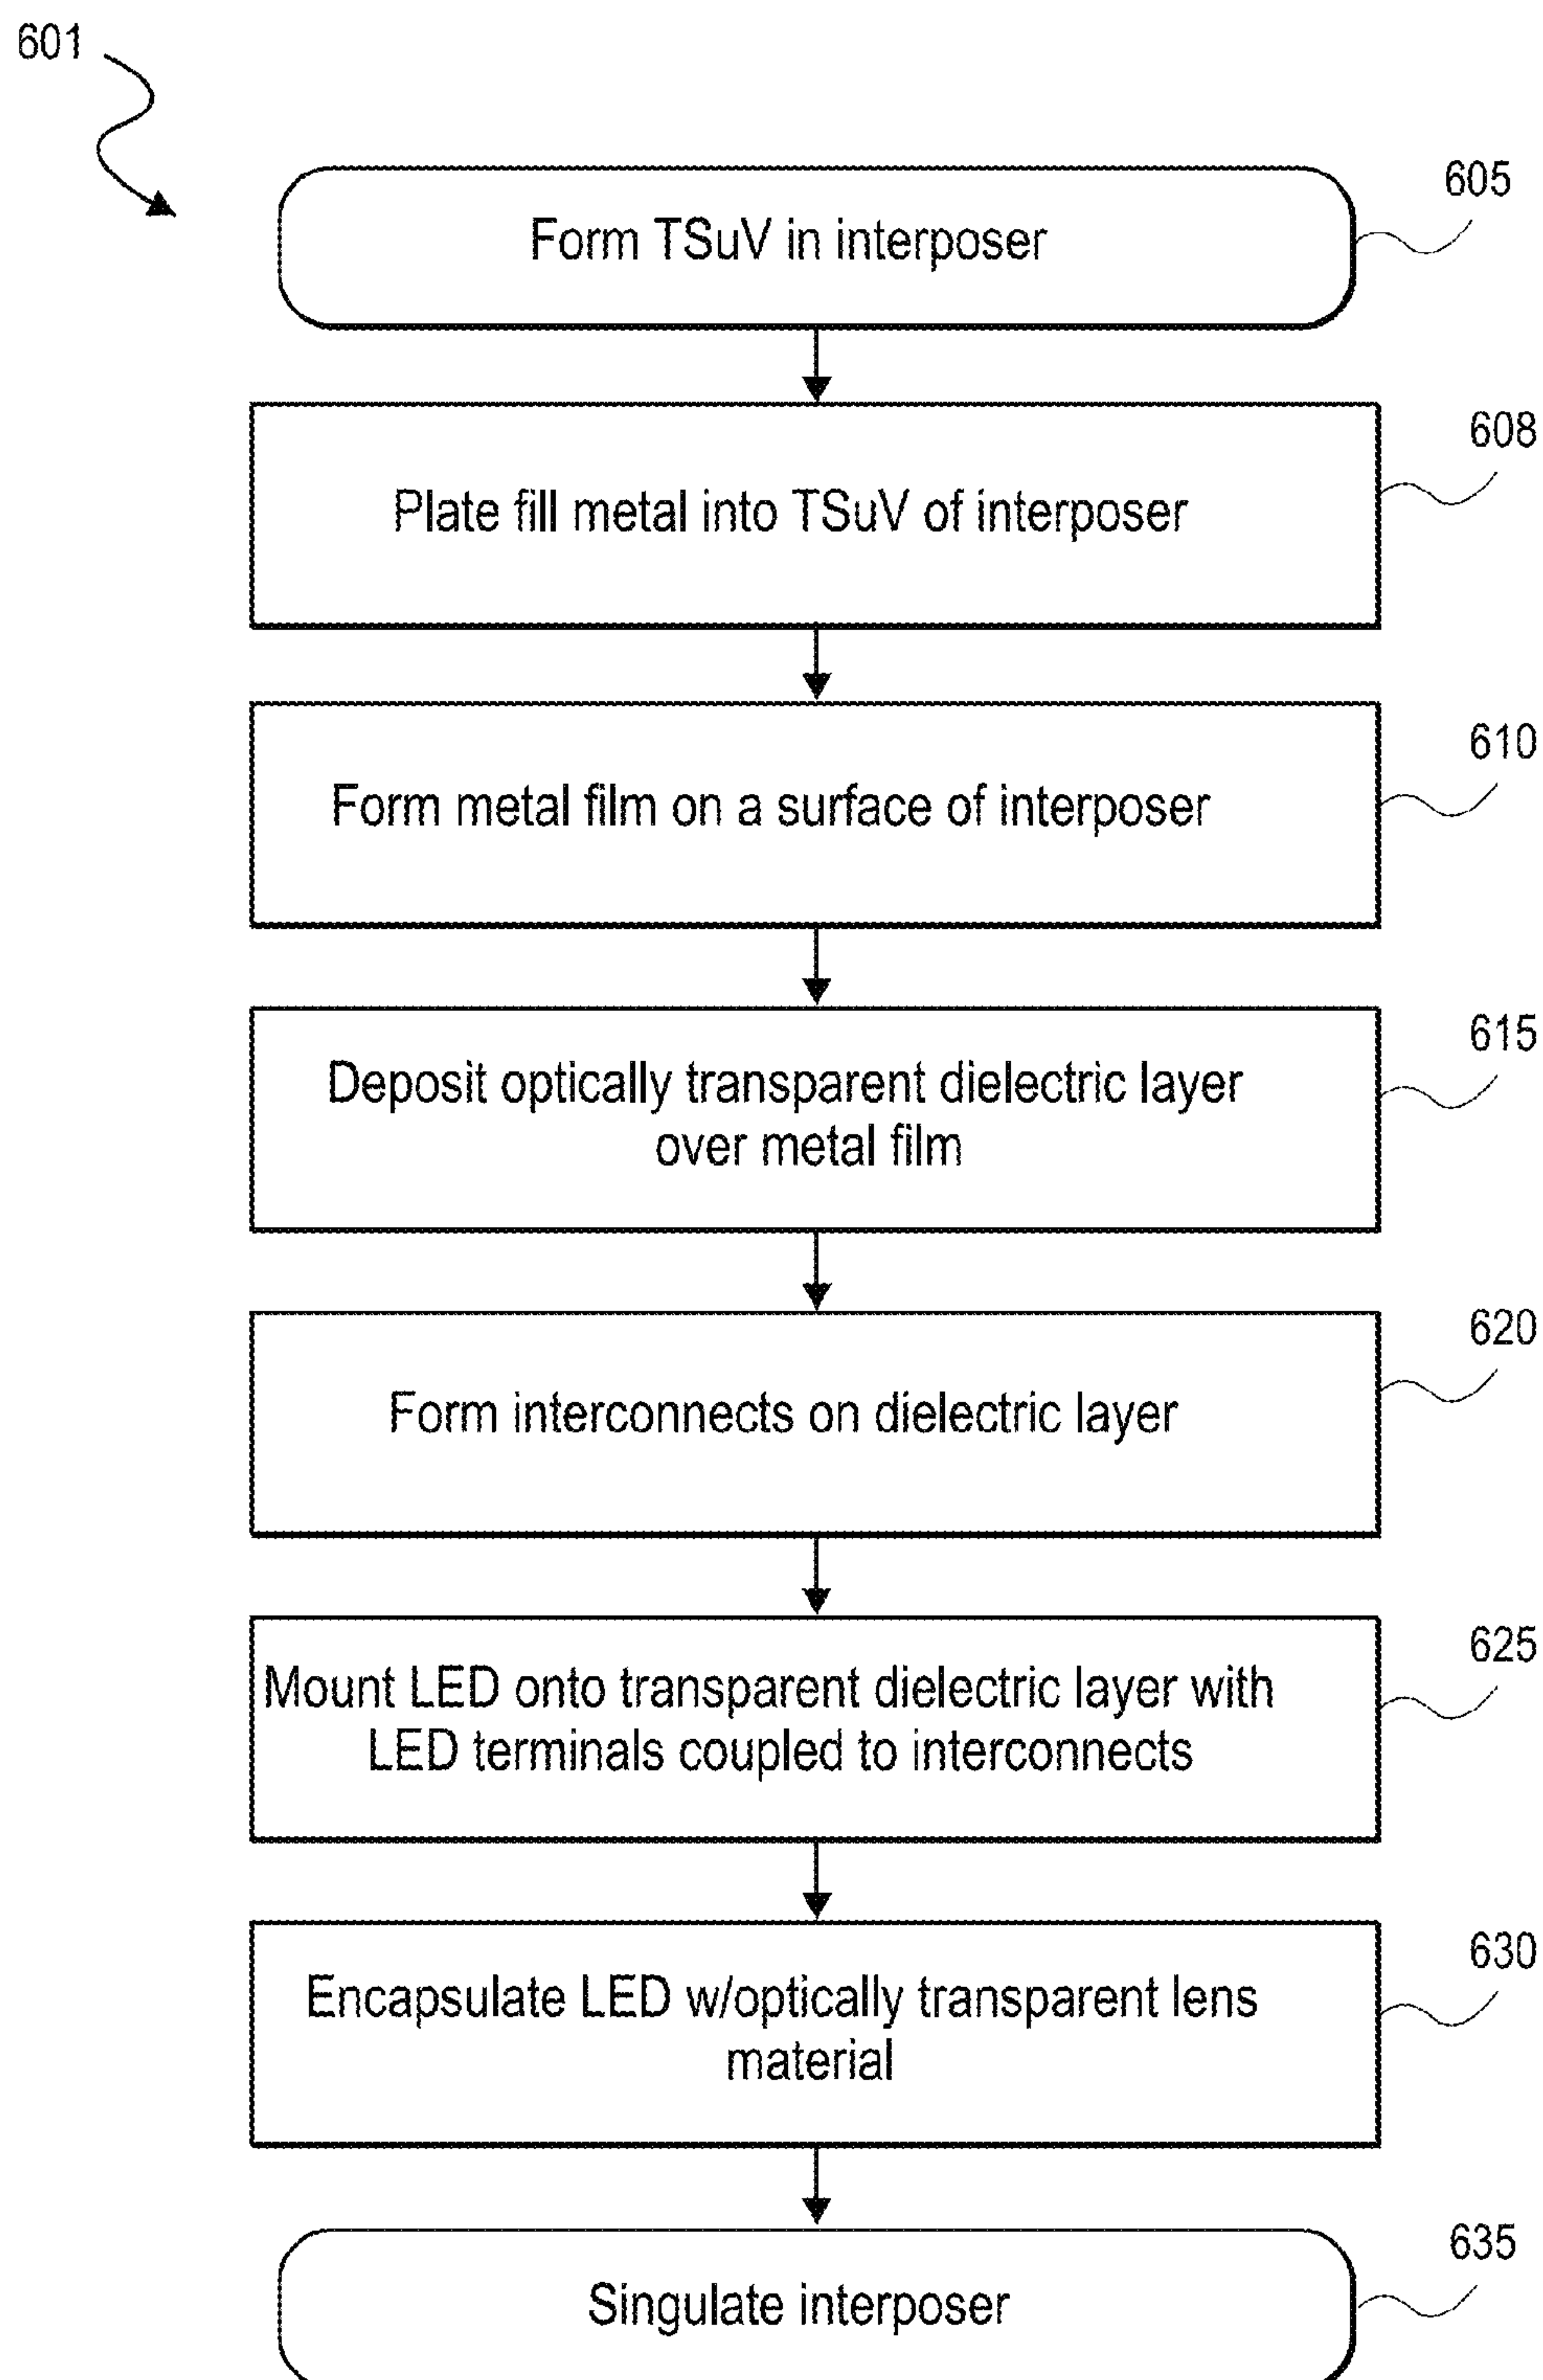 601
605
Form TSuV in interposer
608
Plate fill metal into TSuV of interposer
610
Form metal film on a surface of interposer
615
Deposit optically transparent dielectric layer
over metal film
620
Form interconnects on dielectric layer
625
Mount LED onto transparent dielectric layer with
LED terminals coupled to interconnects
630
Encapsulate LED w/optically transparent lens
material
635
Singulate interposer